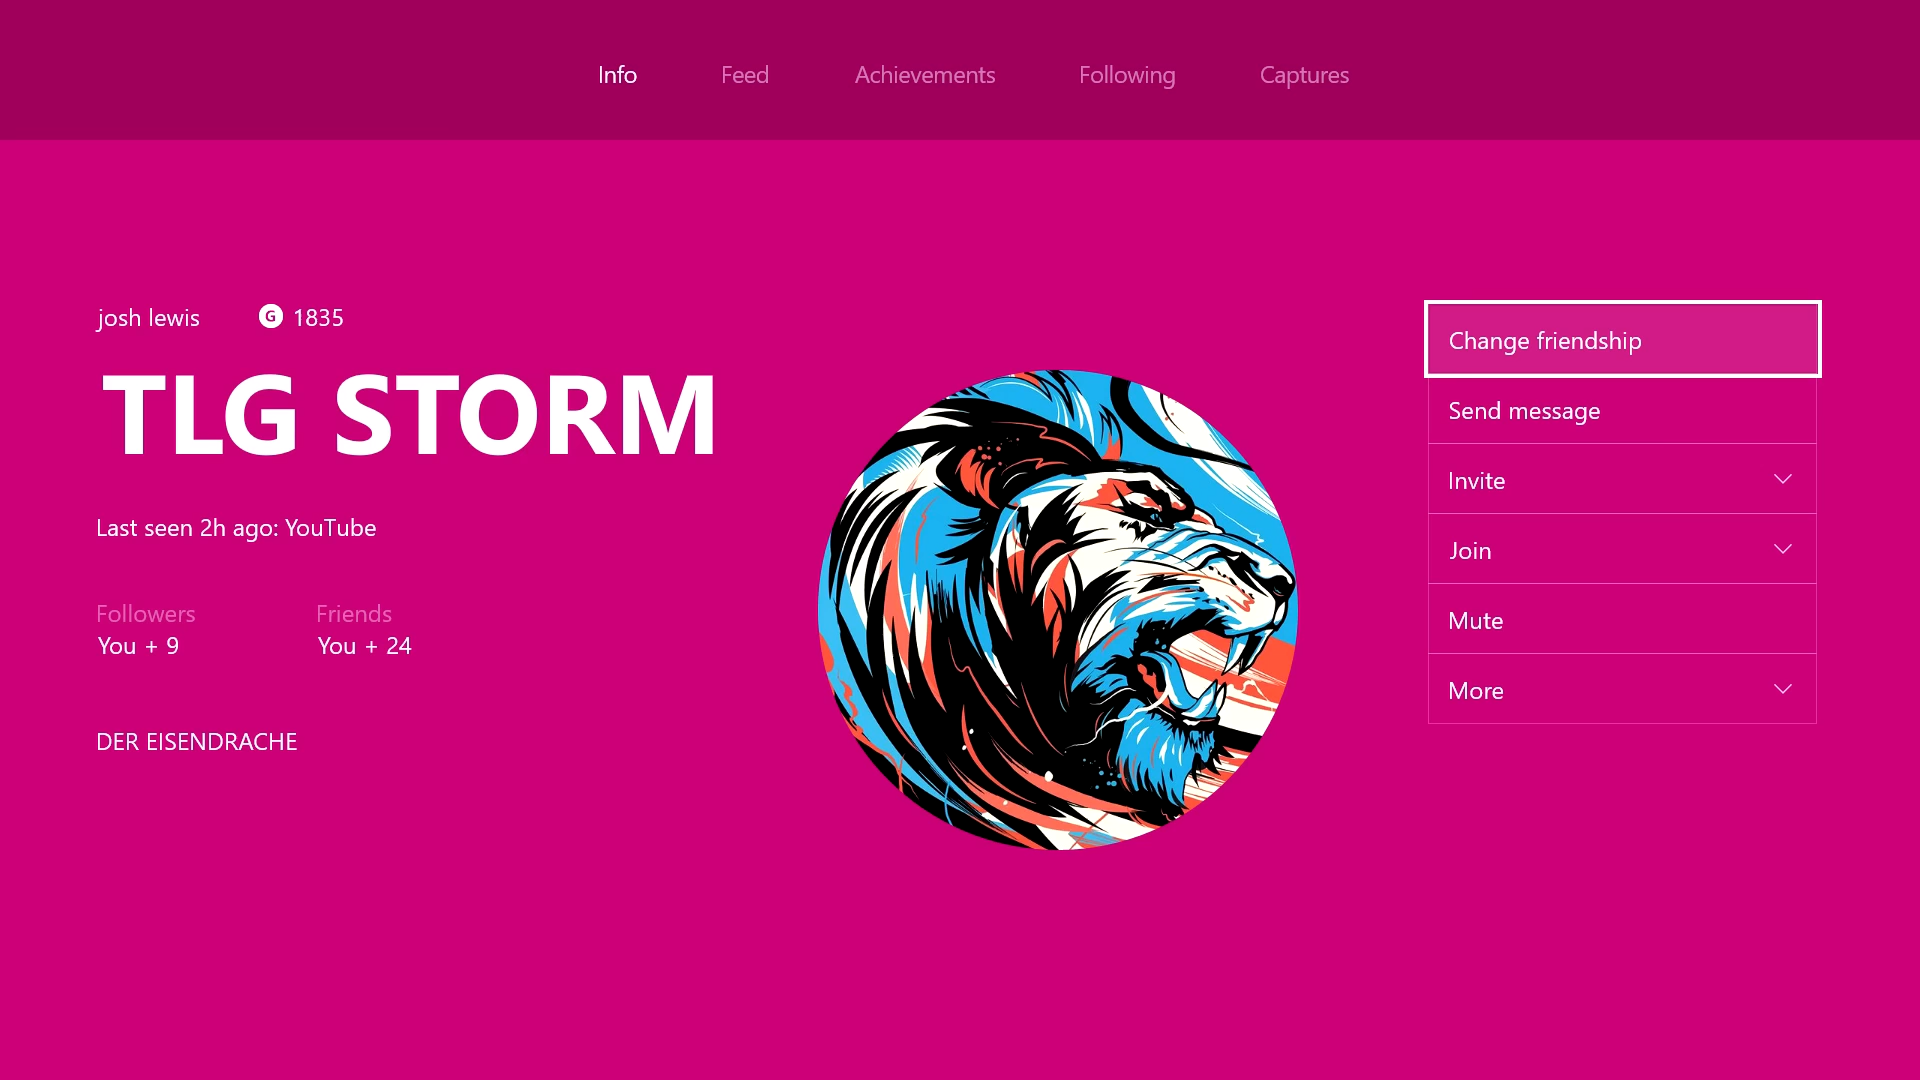 Info Feed Achievements Following Captures
josh lewis G 1835
TLG STORM
Last seen 2h ago: YouTube
Followers Friends
You + 9 You + 24
DER EISENDRACHE
Change friendship
Send message
Invite
Join
Mute
More